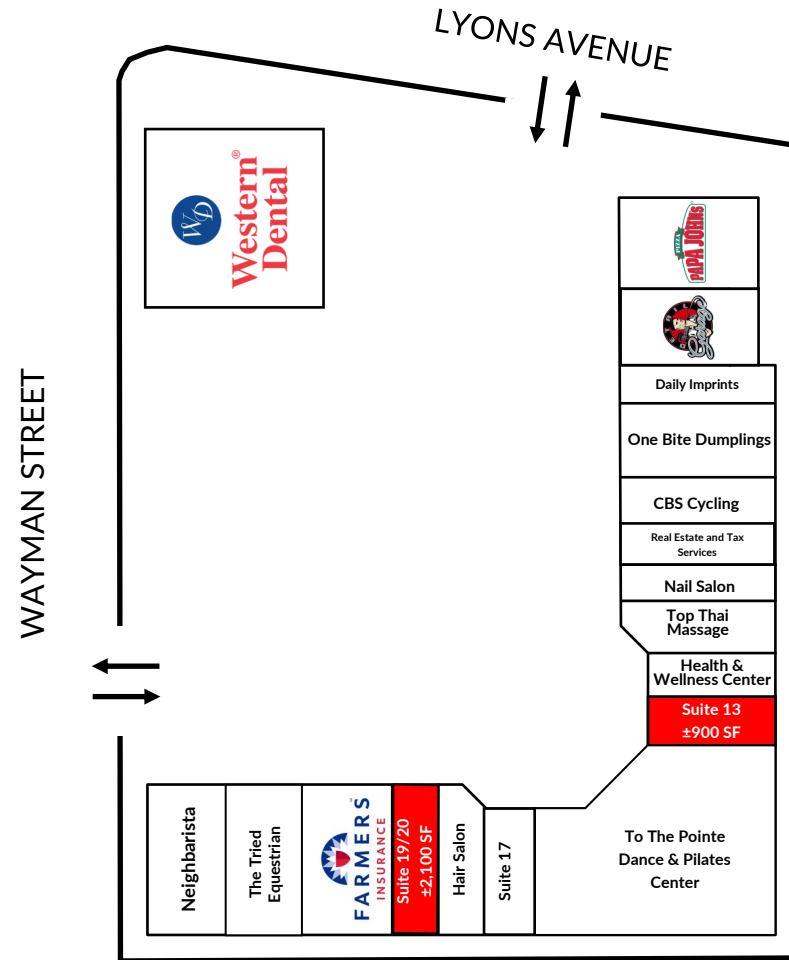 LYONS AVENUE
WD
Western®
Dental
PIZZA
PAPA JOHNS
Daily Imprints
One Bite Dumplings
CBS Cycling
Real Estate and Tax
Services
Nail Salon
Top Thai
Massage
Health &
Wellness Center
Suite 13
±900 SF
WAYMAN STREET
Neighbarista
The Tried
Equestrian
FARMERS
INSURANCE
Suite 19/20
±2,100 SF
Hair Salon
Suite 17
To The Pointe
Dance & Pilates
Center